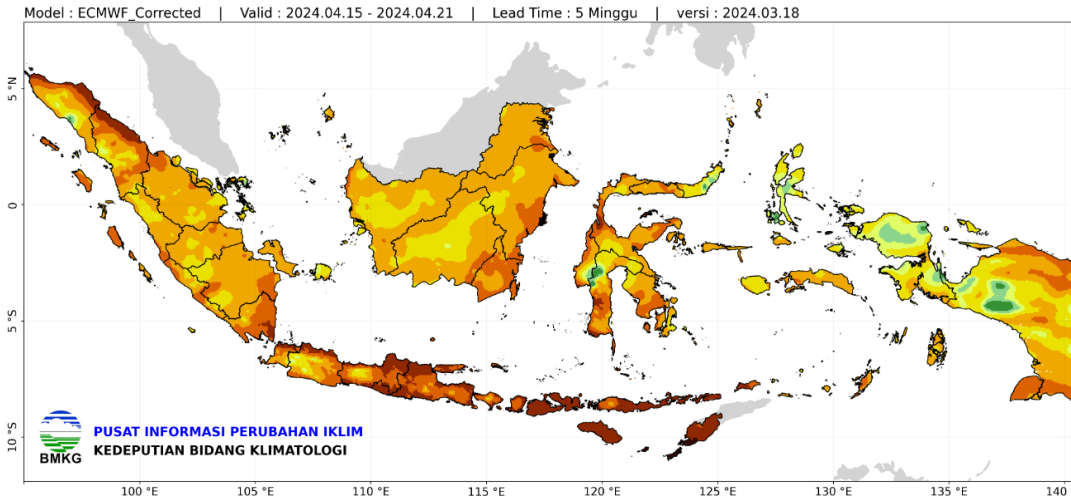 Model : ECMWF_Corrected | Valid : 2024.04.15 - 2024.04.21 | Lead Time : 5 Minggu | versi : 2024.03.18
5°N
0
5°S
10°S
BMKG
PUSAT INFORMASI PERUBAHAN IKLIM
KEDEPUTIAN BIDANG KLIMATOLOGI
100°E
105°E
110°E
115°E
120°E
125°E
130°E
135°E
140